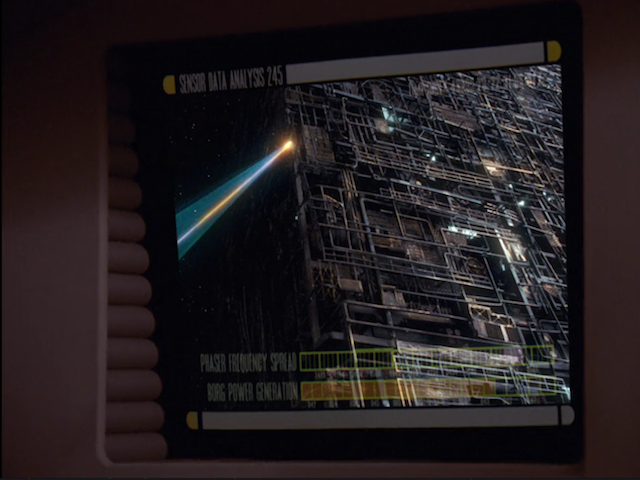 SENSOR DATA ANALYSIS 245
PHASER FREQUENCY SPREAD
BORG POWER GENERATION